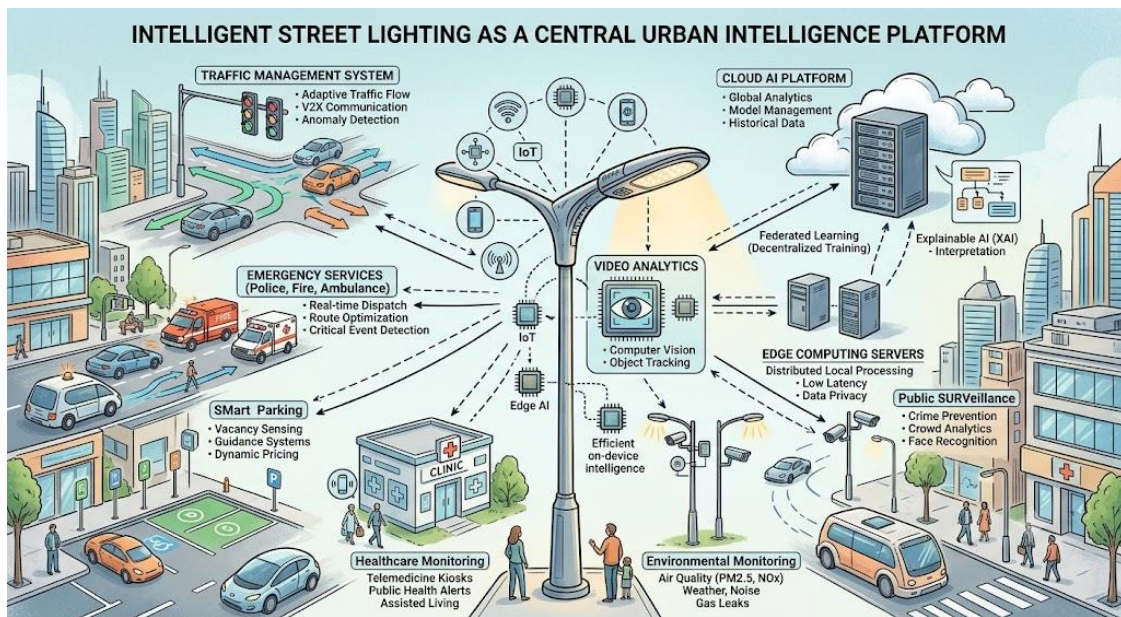 INTELLIGENT STREET LIGHTING AS A CENTRAL URBAN INTELLIGENCE PLATFORM
TRAFFIC MANAGEMENT SYSTEM
• Adaptive Traffic Flow
• V2X Communication
• Anomaly Detection
IoT
CLOUD AI PLATFORM
• Global Analytics
• Model Management
• Historical Data
Federated Learning
(Decentralized Training)
Explainable AI (XAI)
- Interpretation
EMERGENCY SERVICES
(Police, Fire, Ambulance)
• Real-time Dispatch
• Route Optimization
• Critical Event Detection
FIRE
IoT
VIDEO ANALYTICS
• Computer Vision
• Object Tracking
Edge AI
Efficient
on-device
intelligence
EDGE COMPUTING SERVERS
Distributed Local Processing
• Low Latency
• Data Privacy
Public SURVeillance
• Crime Prevention
• Crowd Analytics
• Face Recognition
SMart Parking
• Vacancy Sensing
• Guidance Systems
• Dynamic Pricing
P
CLINIC
Healthcare Monitoring
Telemedicine Kiosks
Public Health Alerts
Assisted Living
Environmental Monitoring
Air Quality (PM2.5, NOx)
Weather, Noise
Gas Leaks